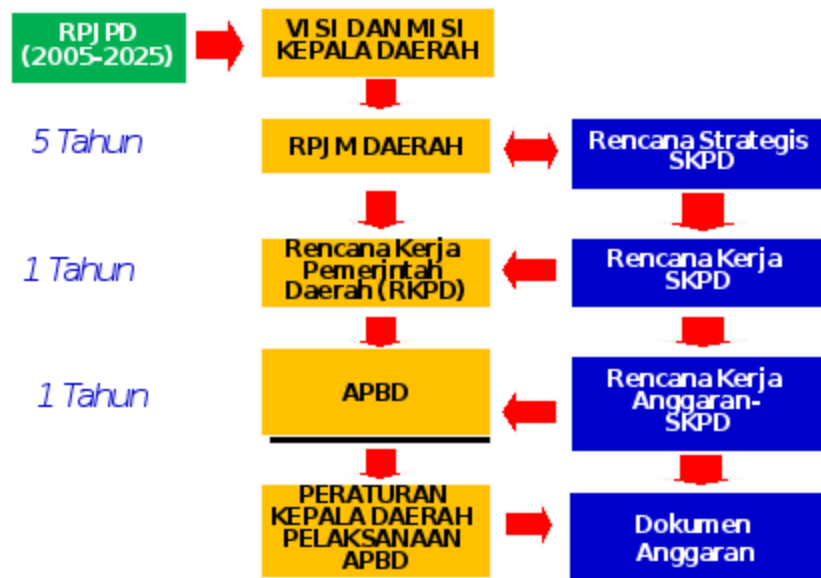 RPJPD
(2005-2025)
VISI DAN MISI
KEPALA DAERAH
5 Tahun
RPJM DAERAH
Rencana Strategis
SKPD
1 Tahun
Rencana Kerja
Pemerintah
Daerah (RKPD)
Rencana Kerja
SKPD
1 Tahun
APBD
Rencana Kerja
Anggaran-
SKPD
PERATURAN
KEPALA DAERAH
PELAKSANAAN
APBD
Dokumen
Anggaran